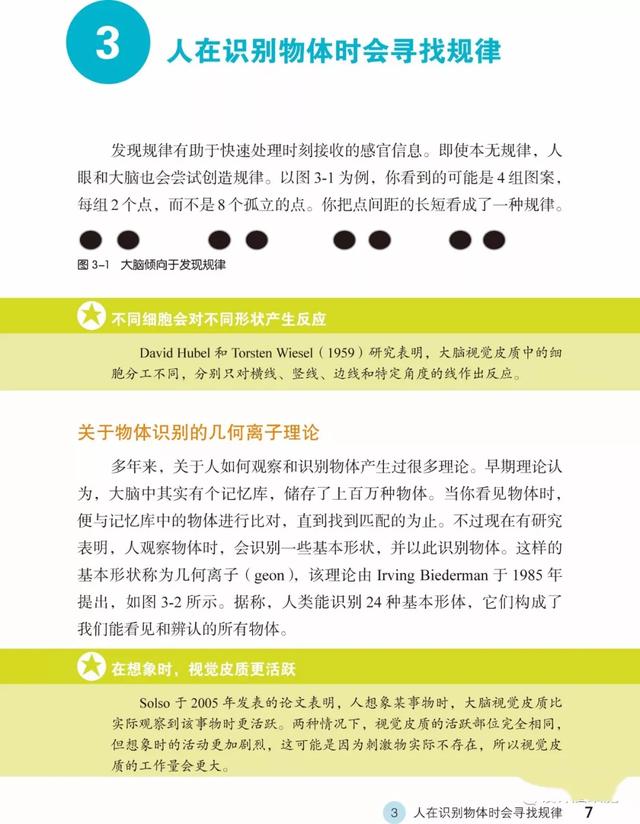 3
人在识别物体时会寻找规律
发现规律有助于快速处理时刻接收的感官信息。即使本无规律，人
眼和大脑也会尝试创造规律。以图 3-1 为例，你看到的可能是 4 组图案，
每组 2 个点，而不是 8 个孤立的点。你把点间距的长短看成了一种规律。
图 3-1 大脑倾向于发现规律
不同细胞会对不同形状产生反应
David Hubel 和 Torsten Wiesel（1959）研究表明，大脑视觉皮质中的细
胞分工不同，分别只对横线、竖线、边线和特定角度的线作出反应。
关于物体识别的几何离子理论
多年来，关于人如何观察和识别物体产生过很多理论。早期理论认
为，大脑中其实有个记忆库，储存了上百万种物体。当你看见物体时，
便与记忆库中的物体进行比对，直到找到匹配的为止。不过现在有研究
表明，人观察物体时，会识别一些基本形状，并以此识别物体。这样的
基本形状称为几何离子（geon），该理论由 Irving Biederman 于 1985 年
提出，如图 3-2 所示。据称，人类能识别 24 种基本形体，它们构成了
我们能看见和辨认的所有物体。
在想象时，视觉皮质更活跃
Solso 于 2005 年发表的论文表明，人想象某事物时，大脑视觉皮质比
实际观察到该事物时更活跃。两种情况下，视觉皮质的活跃部位完全相同，
但想象时的活动更加剧烈，这可能是因为刺激物实际不存在，所以视觉皮
质的工作量会更大。
3 人在识别物体时会寻找规律 7